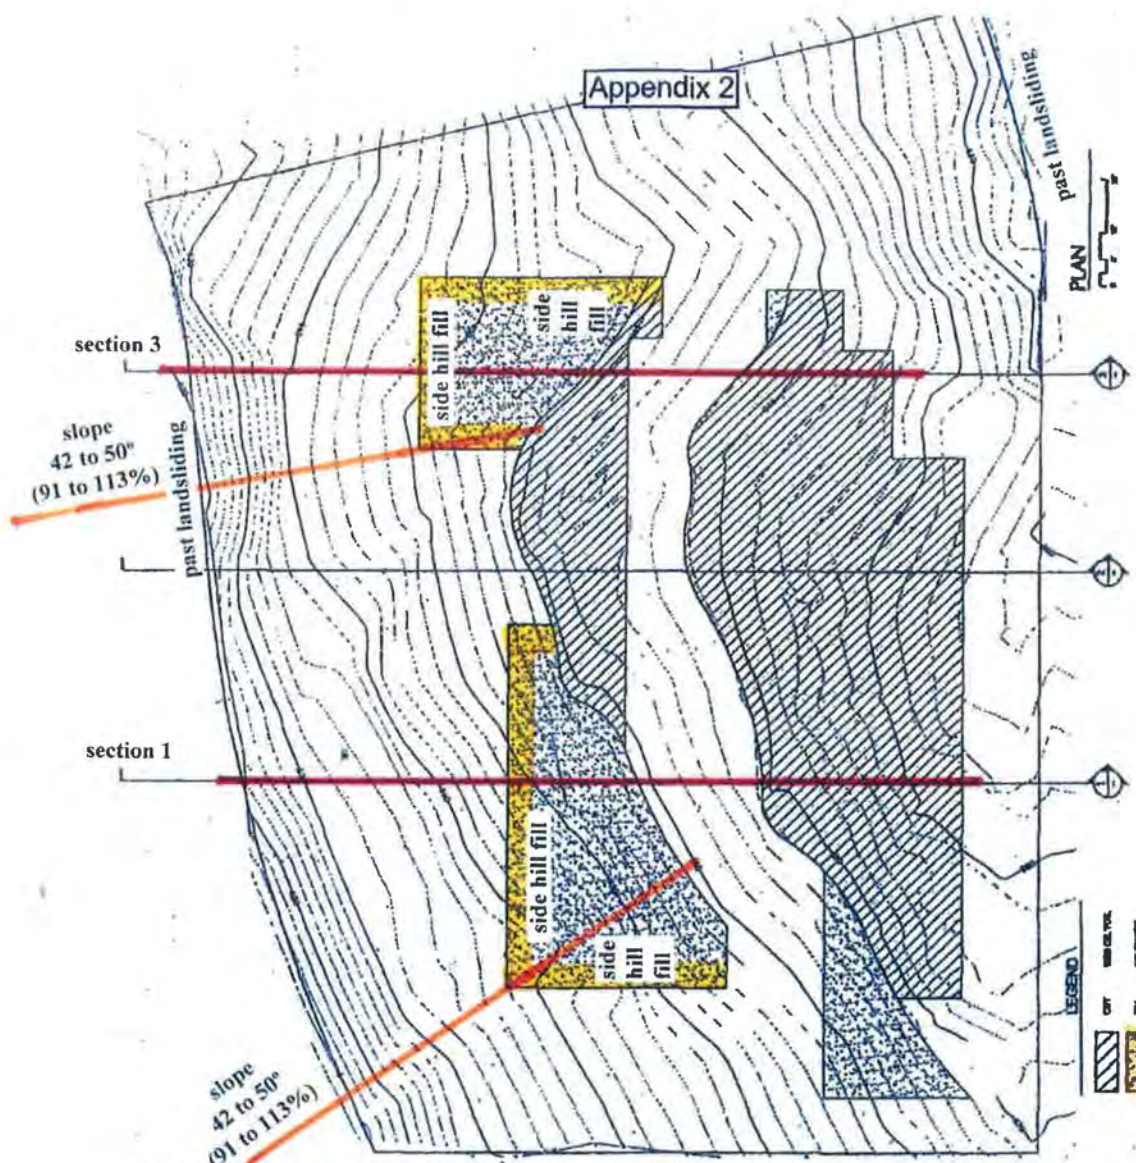 Appendix 2
past landsliding
PLAN
section 3
slope
42 to 50°
(91 to 113%)
past landsliding
side hill fill
side
hill
fill
section 1
side hill fill
side
hill
fill
slope
42 to 50°
(91 to 113%)
LEGEND
CUT